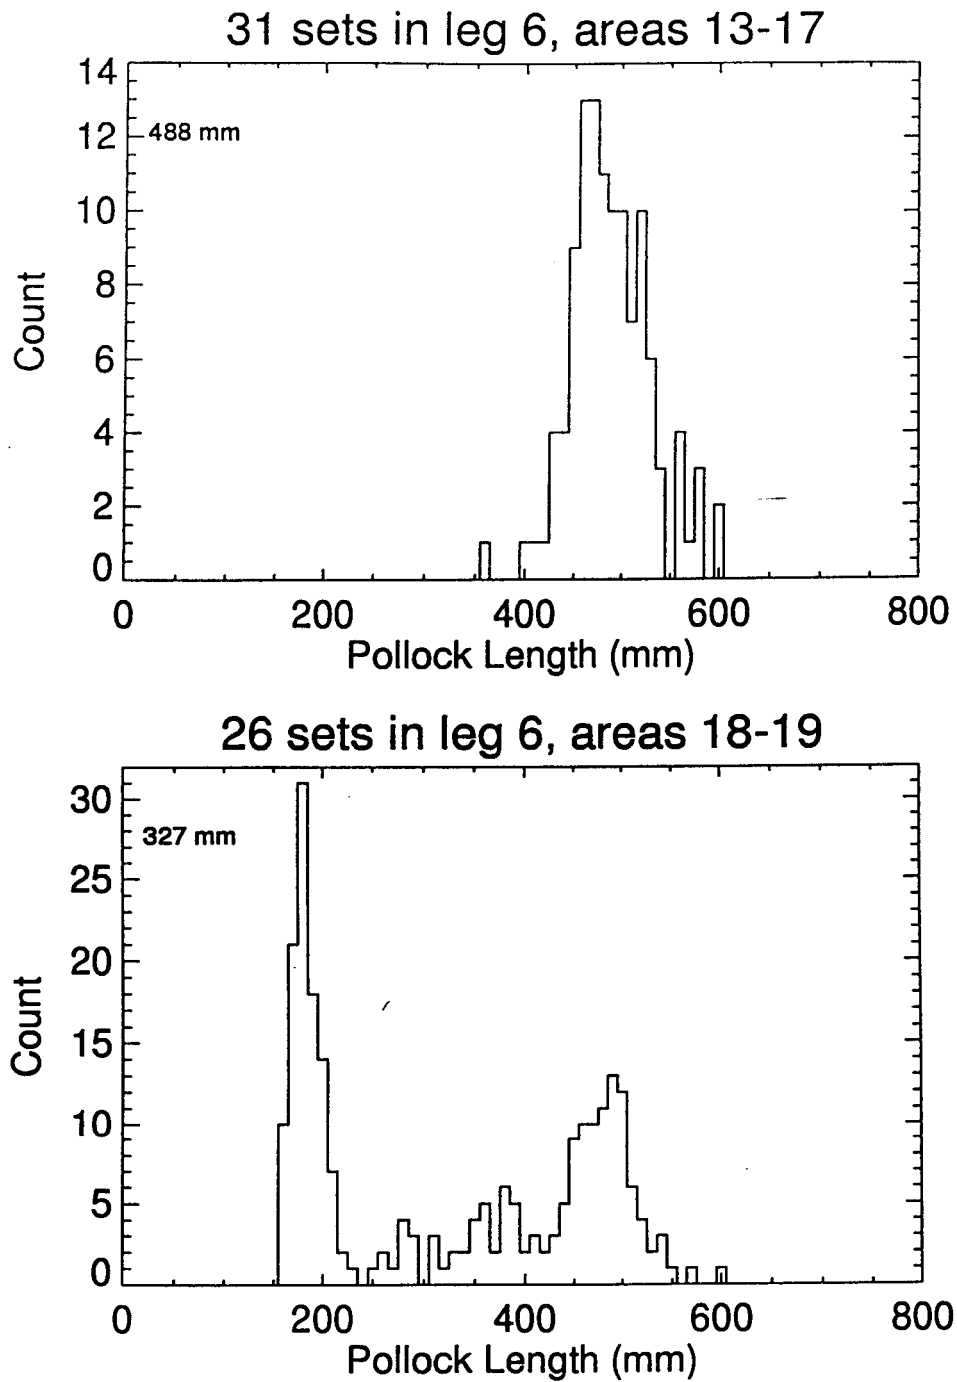 31 sets in leg 6, areas 13-17
14
12
10
8
6
4
2
0
488 mm
Count
0 200 400 600 800
Pollock Length (mm)
26 sets in leg 6, areas 18-19
30
25
20
15
10
5
0
327 mm
Count
0 200 400 600 800
Pollock Length (mm)